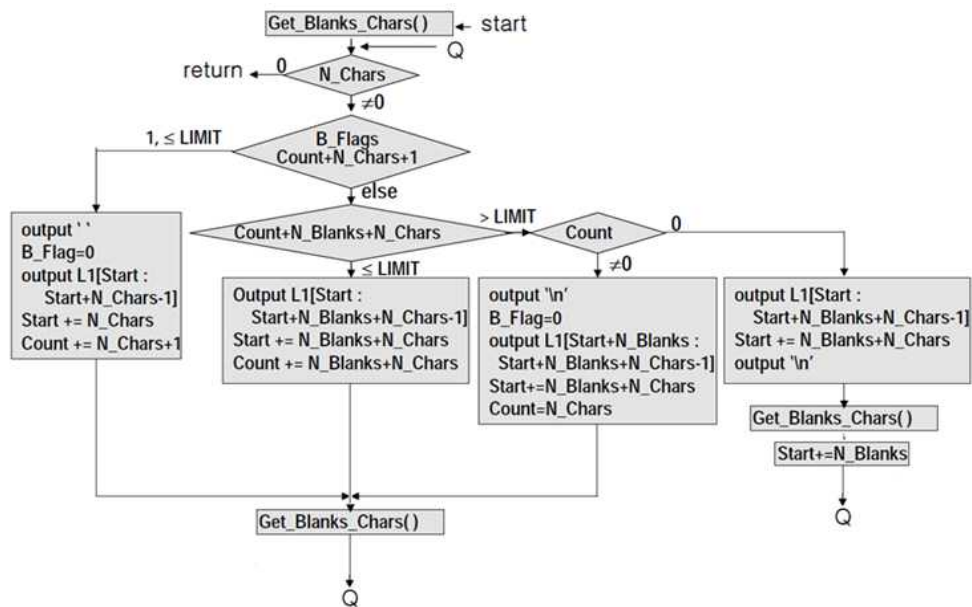 Get_Blanks_Chars( )
start
Q
return
0
N_Chars
≠0
1, ≤ LIMIT
B_Flags
Count+N_Chars+1
else
Count+N_Blanks+N_Chars
> LIMIT
Count
0
≤ LIMIT
≠0
output ` `
B_Flag=0
output L1[Start :
Start+N_Chars-1]
Start += N_Chars
Count += N_Chars+1
Output L1[Start :
Start+N_Blanks+N_Chars-1]
Start += N_Blanks+N_Chars
Count += N_Blanks+N_Chars
output '\n'
B_Flag=0
output L1[Start+N_Blanks :
Start+N_Blanks+N_Chars-1]
Start+=N_Blanks+N_Chars
Count=N_Chars
output L1[Start :
Start+N_Blanks+N_Chars-1]
Start += N_Blanks+N_Chars
output '\n'
Get_Blanks_Chars( )
Start+=N_Blanks
Q
Get_Blanks_Chars( )
Q